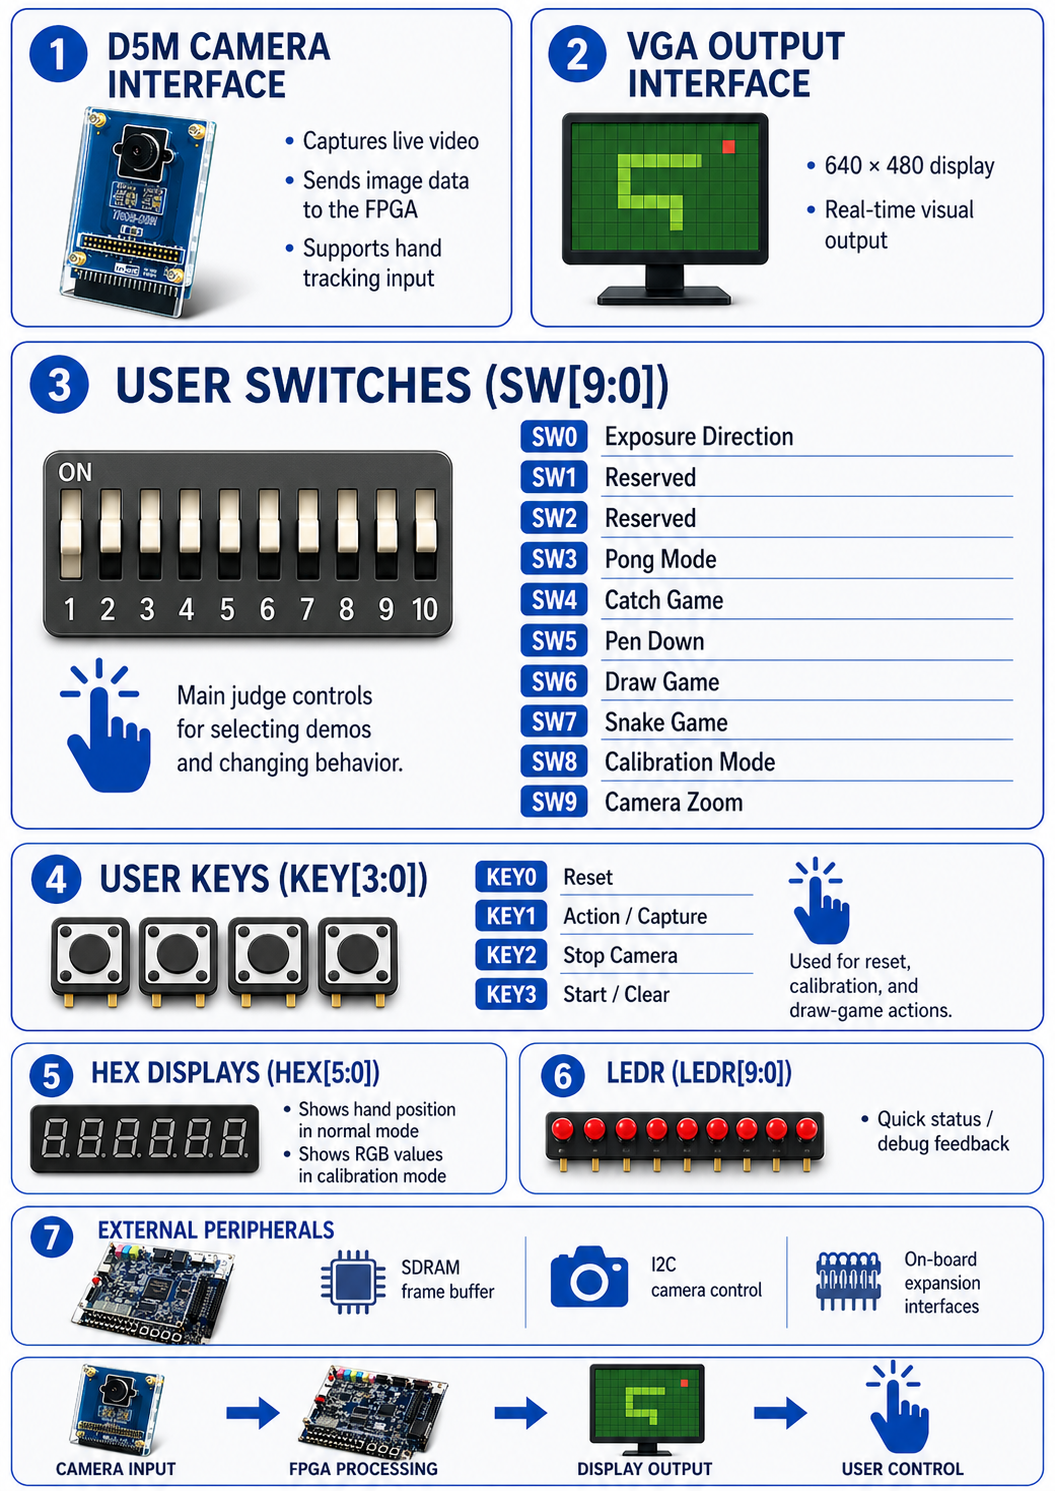 1
D5M CAMERA
INTERFACE
• Captures live video
• Sends image data
to the FPGA
• Supports hand
tracking input
2
VGA OUTPUT
INTERFACE
• 640 × 480 display
• Real-time visual
output
3
USER SWITCHES (SW[9:0])
ON
1 2 3 4 5 6 7 8 9 10
Main judge controls
for selecting demos
and changing behavior.
SW0 Exposure Direction
SW1 Reserved
SW2 Reserved
SW3 Pong Mode
SW4 Catch Game
SW5 Pen Down
SW6 Draw Game
SW7 Snake Game
SW8 Calibration Mode
SW9 Camera Zoom
4
USER KEYS (KEY[3:0])
KEY0 Reset
KEY1 Action / Capture
KEY2 Stop Camera
KEY3 Start / Clear
Used for reset,
calibration, and
draw-game actions.
5
HEX DISPLAYS (HEX[5:0])
8.8.8.8.8.8.
• Shows hand position
in normal mode
• Shows RGB values
in calibration mode
6
LEDR (LEDR[9:0])
• Quick status /
debug feedback
7
EXTERNAL PERIPHERALS
SDRAM
frame buffer
I2C
camera control
On-board
expansion
interfaces
CAMERA INPUT
FPGA PROCESSING
DISPLAY OUTPUT
USER CONTROL